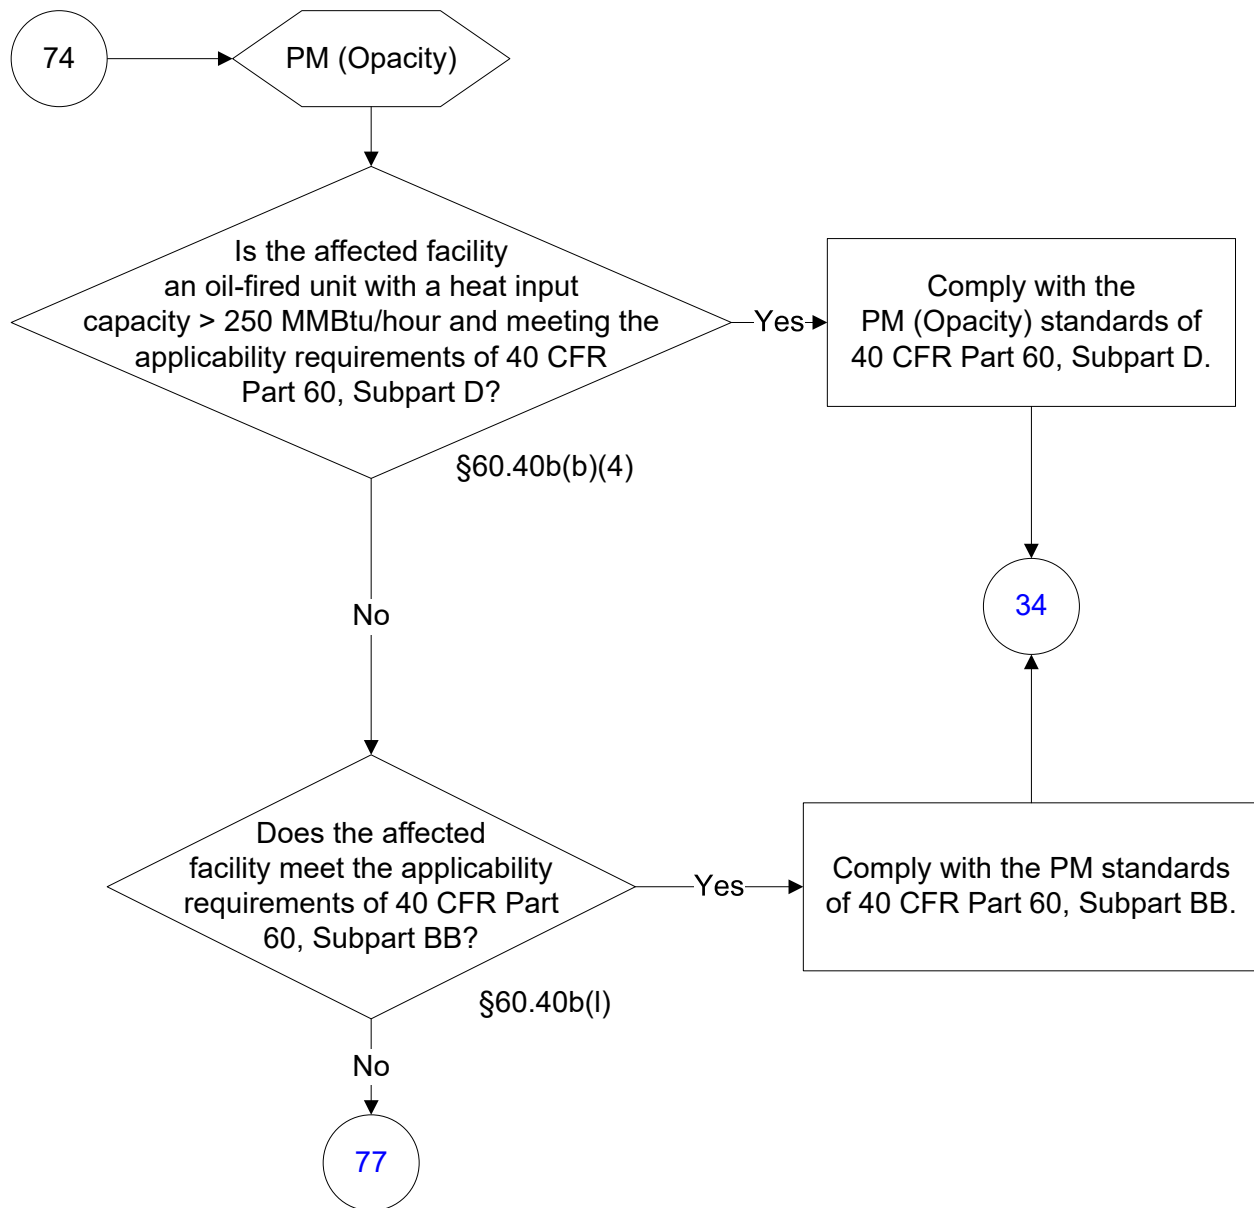 74
PM (Opacity)
Is the affected facility
an oil-fired unit with a heat input
capacity > 250 MMBtu/hour and meeting the
applicability requirements of 40 CFR
Part 60, Subpart D?
Yes
Comply with the
PM (Opacity) standards of
40 CFR Part 60, Subpart D.
§60.40b(b)(4)
No
34
Does the affected
facility meet the applicability
requirements of 40 CFR Part
60, Subpart BB?
Yes
Comply with the PM standards
of 40 CFR Part 60, Subpart BB.
§60.40b(l)
No
77